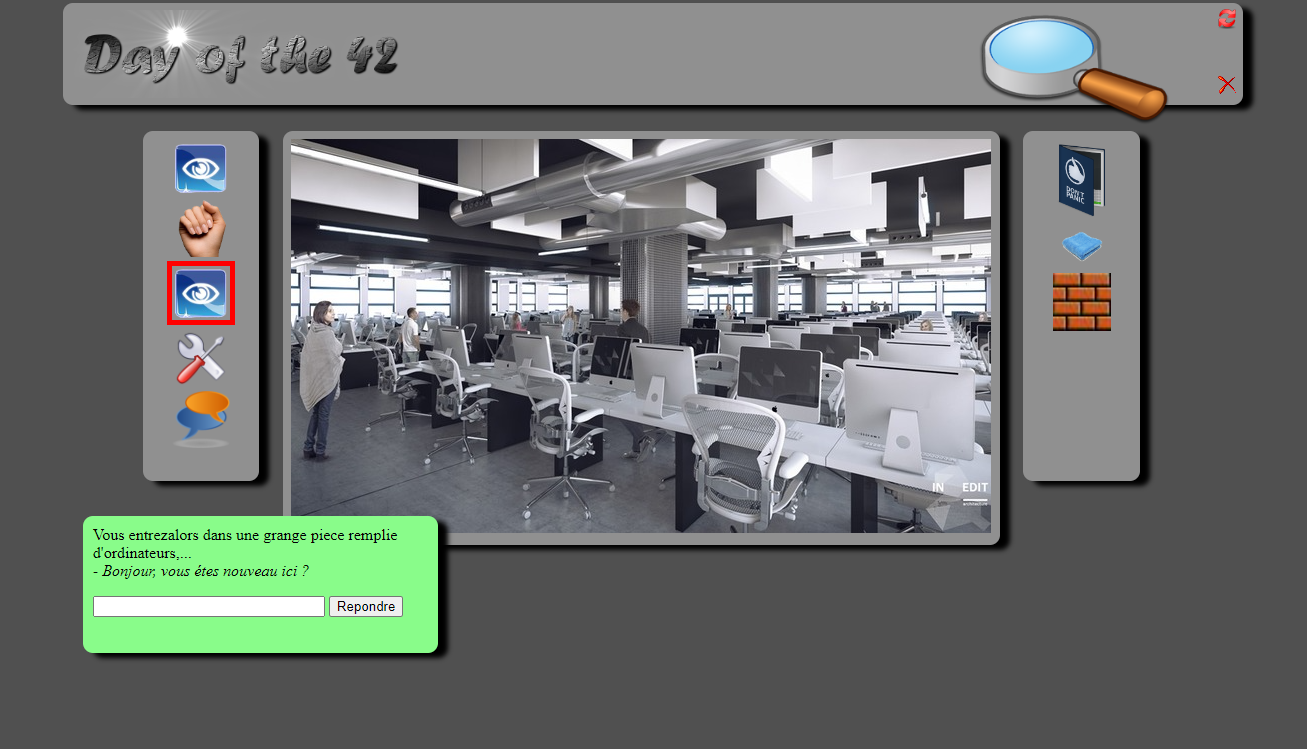 Day of the 42
DON'T
PANIC
IN EDIT
architecture
Vous entrezalors dans une grange piece remplie
d'ordinateurs,...
- Bonjour, vous étes nouveau ici ?
Repondre